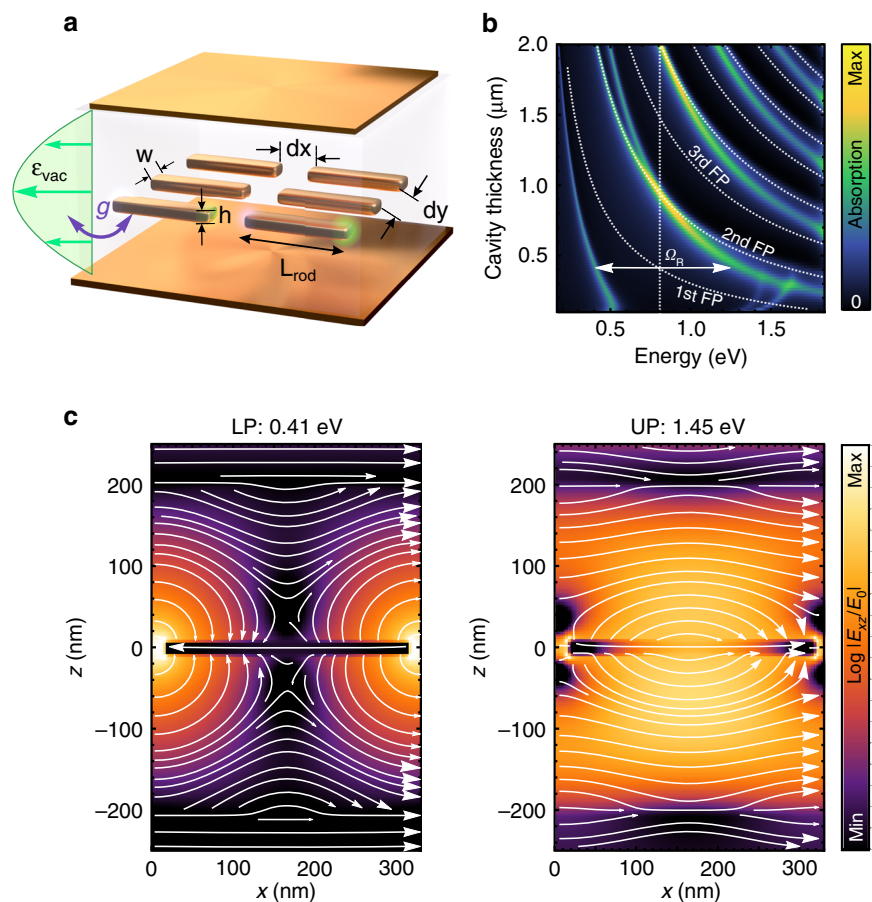 a
w
dx
dy
h
L_rod
ε_vac
g
b
2.0
1.5
1.0
0.5
Cavity thickness (μm)
3rd FP
2nd FP
1st FP
Ω_R
0.5
1.0
1.5
Energy (eV)
Max
Absorption
0
c
LP: 0.41 eV
200
100
0
−100
−200
z (nm)
0
100
200
300
x (nm)
UP: 1.45 eV
200
100
0
−100
−200
z (nm)
0
100
200
300
x (nm)
Max
Log |E_xz/E_0|
Min